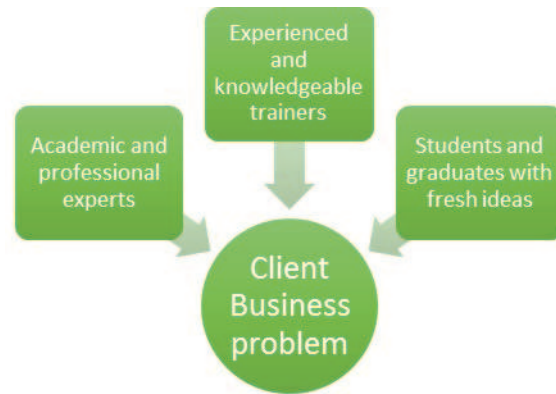 Experienced
and
knowledgeable
trainers
Academic and
professional
experts
Students and
graduates with
fresh ideas
Client
Business
problem